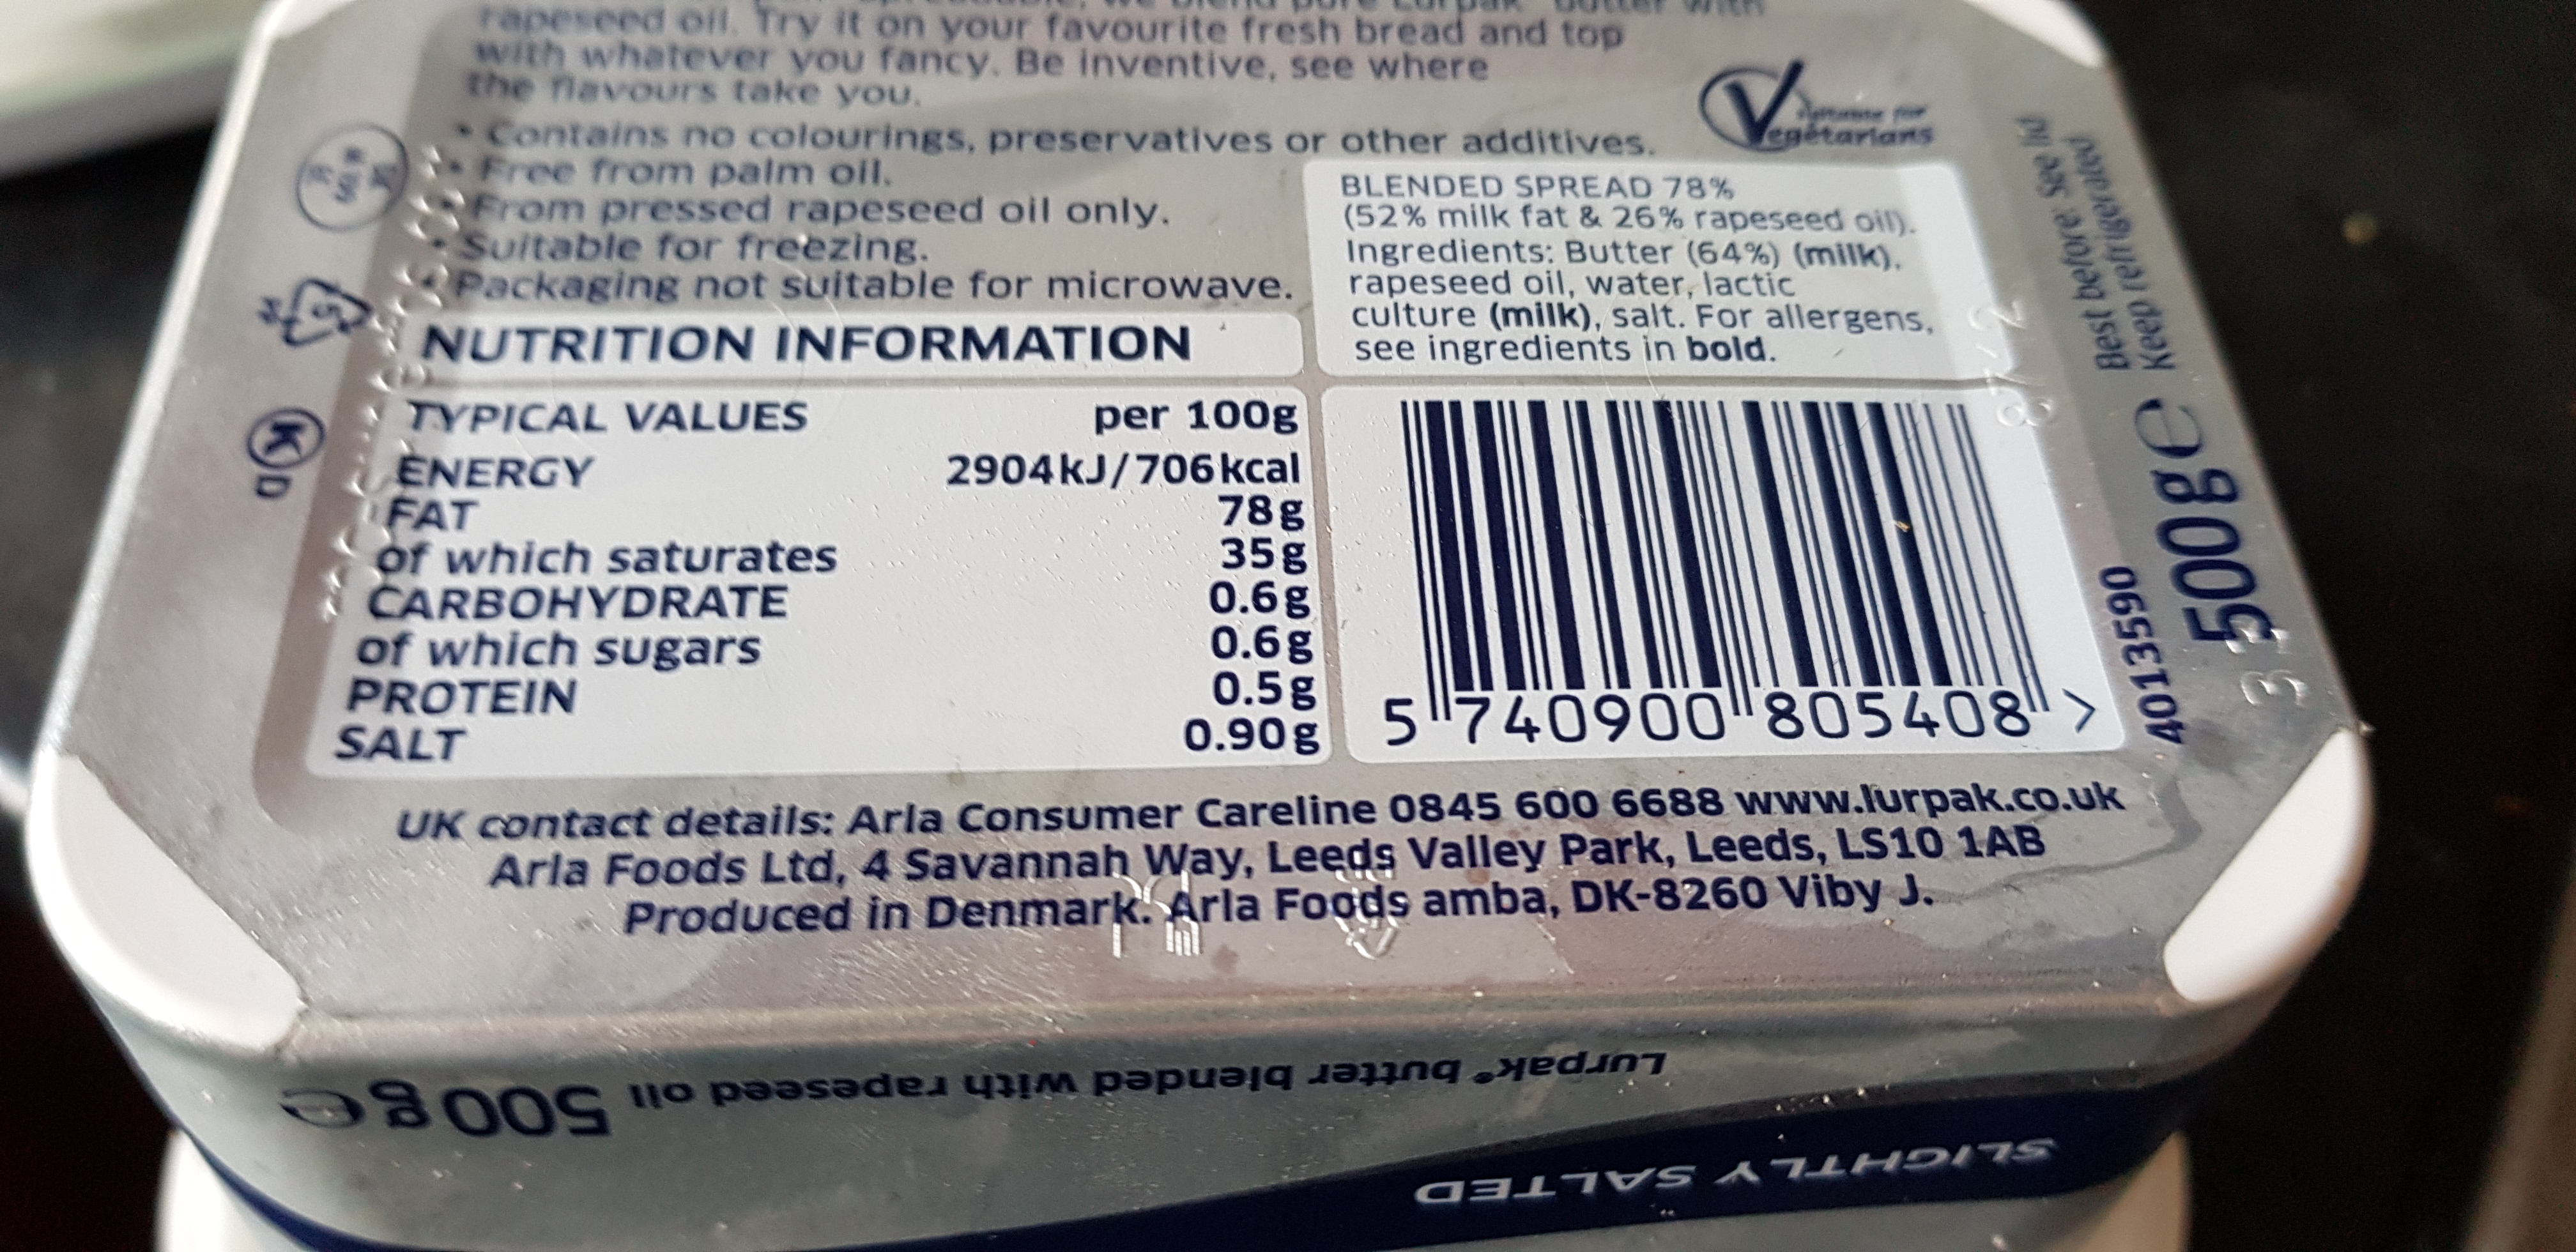 rapeseed oil. Try it on your favourite fresh bread and top
with whatever you fancy. Be inventive, see where
the flavours take you.
• Contains no colourings, preservatives or other additives.
• Free from palm oil.
• From pressed rapeseed oil only.
• Suitable for freezing.
• Packaging not suitable for microwave.
Suitable for
Vegetarians
BLENDED SPREAD 78%
(52% milk fat & 26% rapeseed oil).
Ingredients: Butter (64%) (milk),
rapeseed oil, water, lactic
culture (milk), salt. For allergens,
see ingredients in bold.
NUTRITION INFORMATION
TYPICAL VALUES per 100g
ENERGY 2904kJ/706kcal
FAT 78g
of which saturates 35g
CARBOHYDRATE 0.6g
of which sugars 0.6g
PROTEIN 0.5g
SALT 0.90g
5 740900 805408 >
K D
Best before: See lid
Keep refrigerated
40135590
500g e
UK contact details: Arla Consumer Careline 0845 600 6688 www.lurpak.co.uk
Arla Foods Ltd, 4 Savannah Way, Leeds Valley Park, Leeds, LS10 1AB
Produced in Denmark. Arla Foods amba, DK-8260 Viby J.
Lurpak® butter blended with rapeseed oil 500g e
SLIGHTLY SALTED